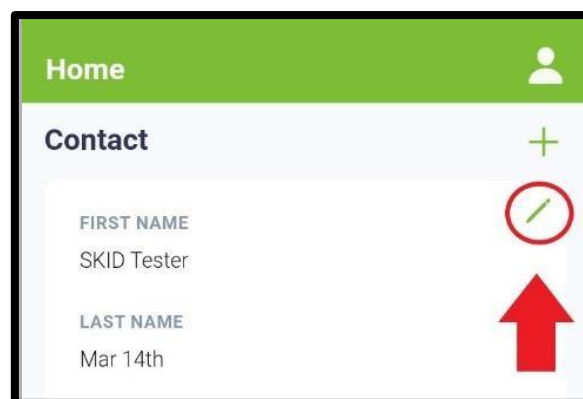 Home
Contact
FIRST NAME
SKID Tester
LAST NAME
Mar 14th